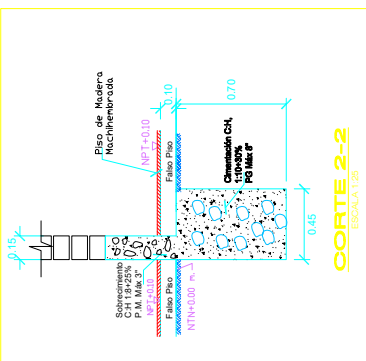 Piso de Madera
Machihembrada
0.10
0.70
NPT+0.10
Falso Piso
Cimentación C:H,
1:10+30%
PG Máx 8"
0.15
0.45
Sobrecimiento
C:H 1:8+25%
P.M. Máx 3"
NPT+0.10
Falso Piso
NTN+0.00 m.
CORTE 2-2
ESCALA 1:25